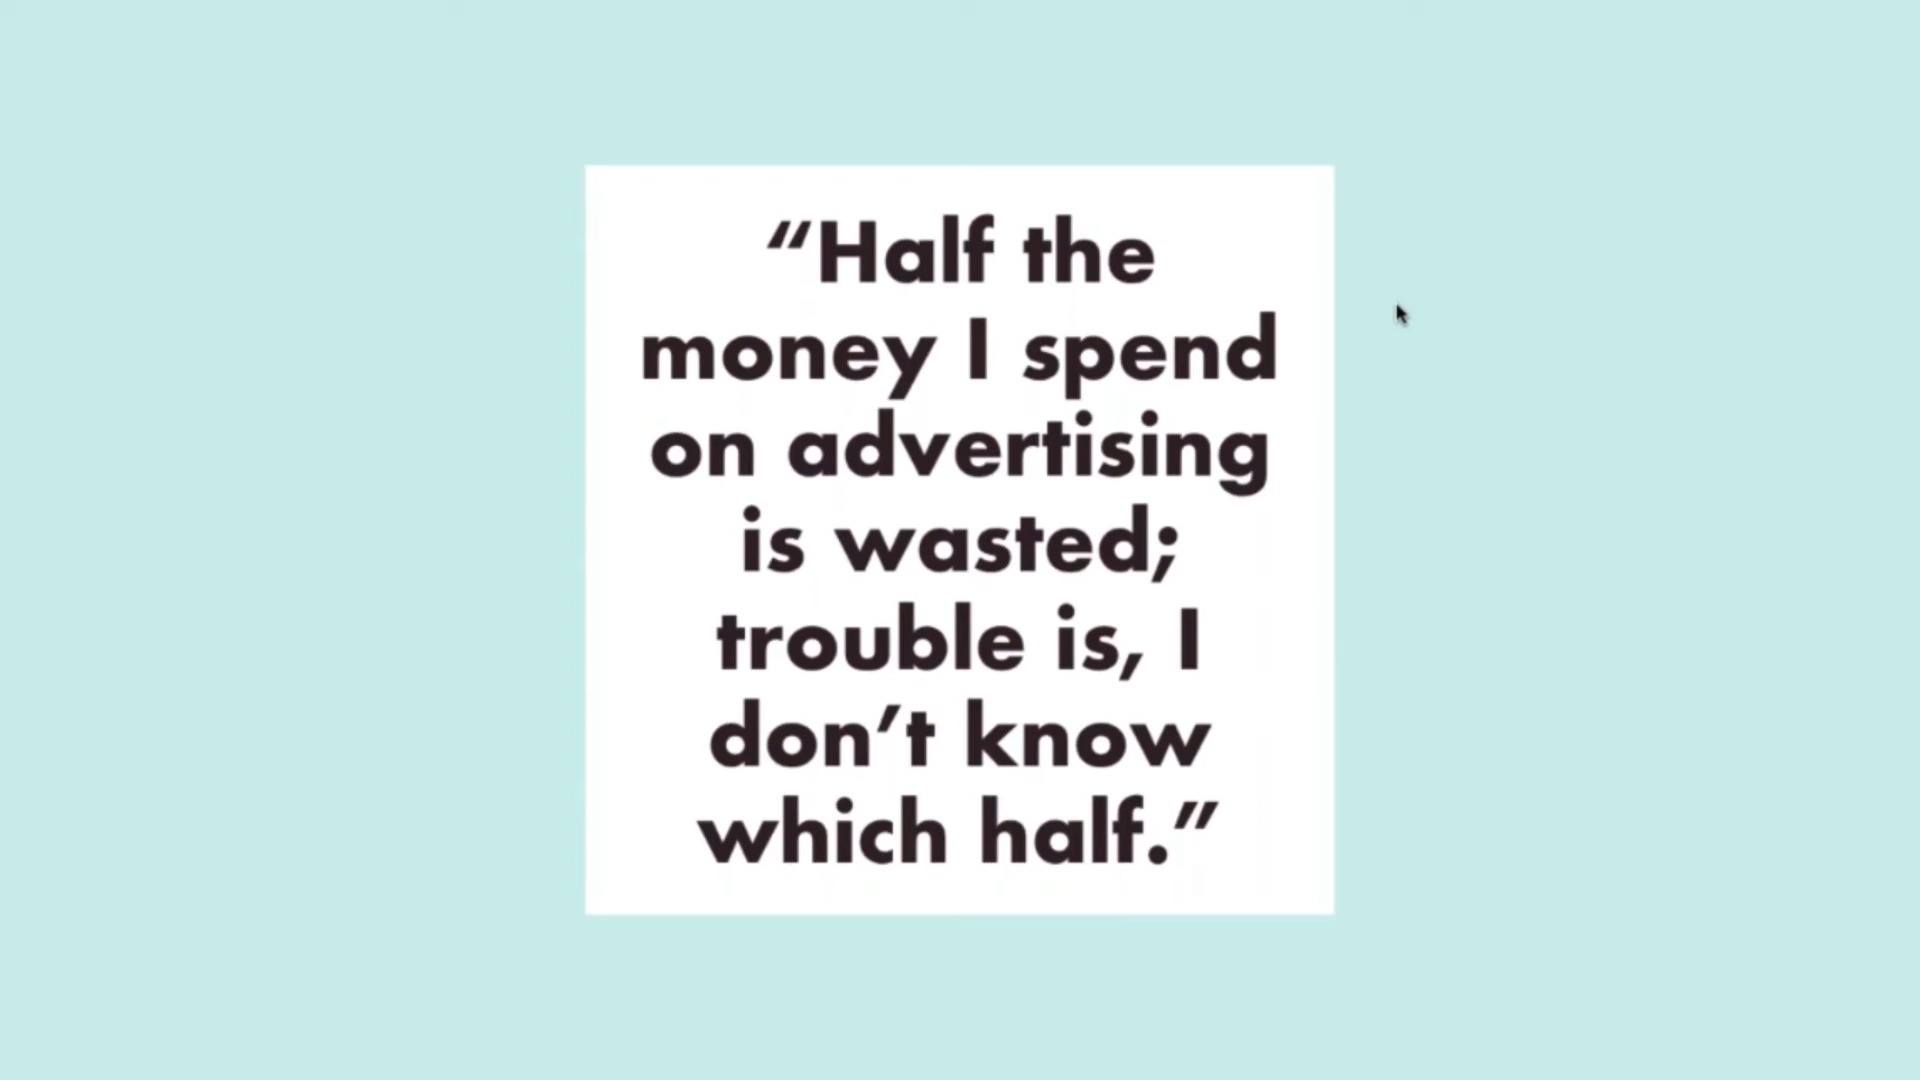 “Half the
money I spend
on advertising
is wasted;
trouble is, I
don’t know
which half.”